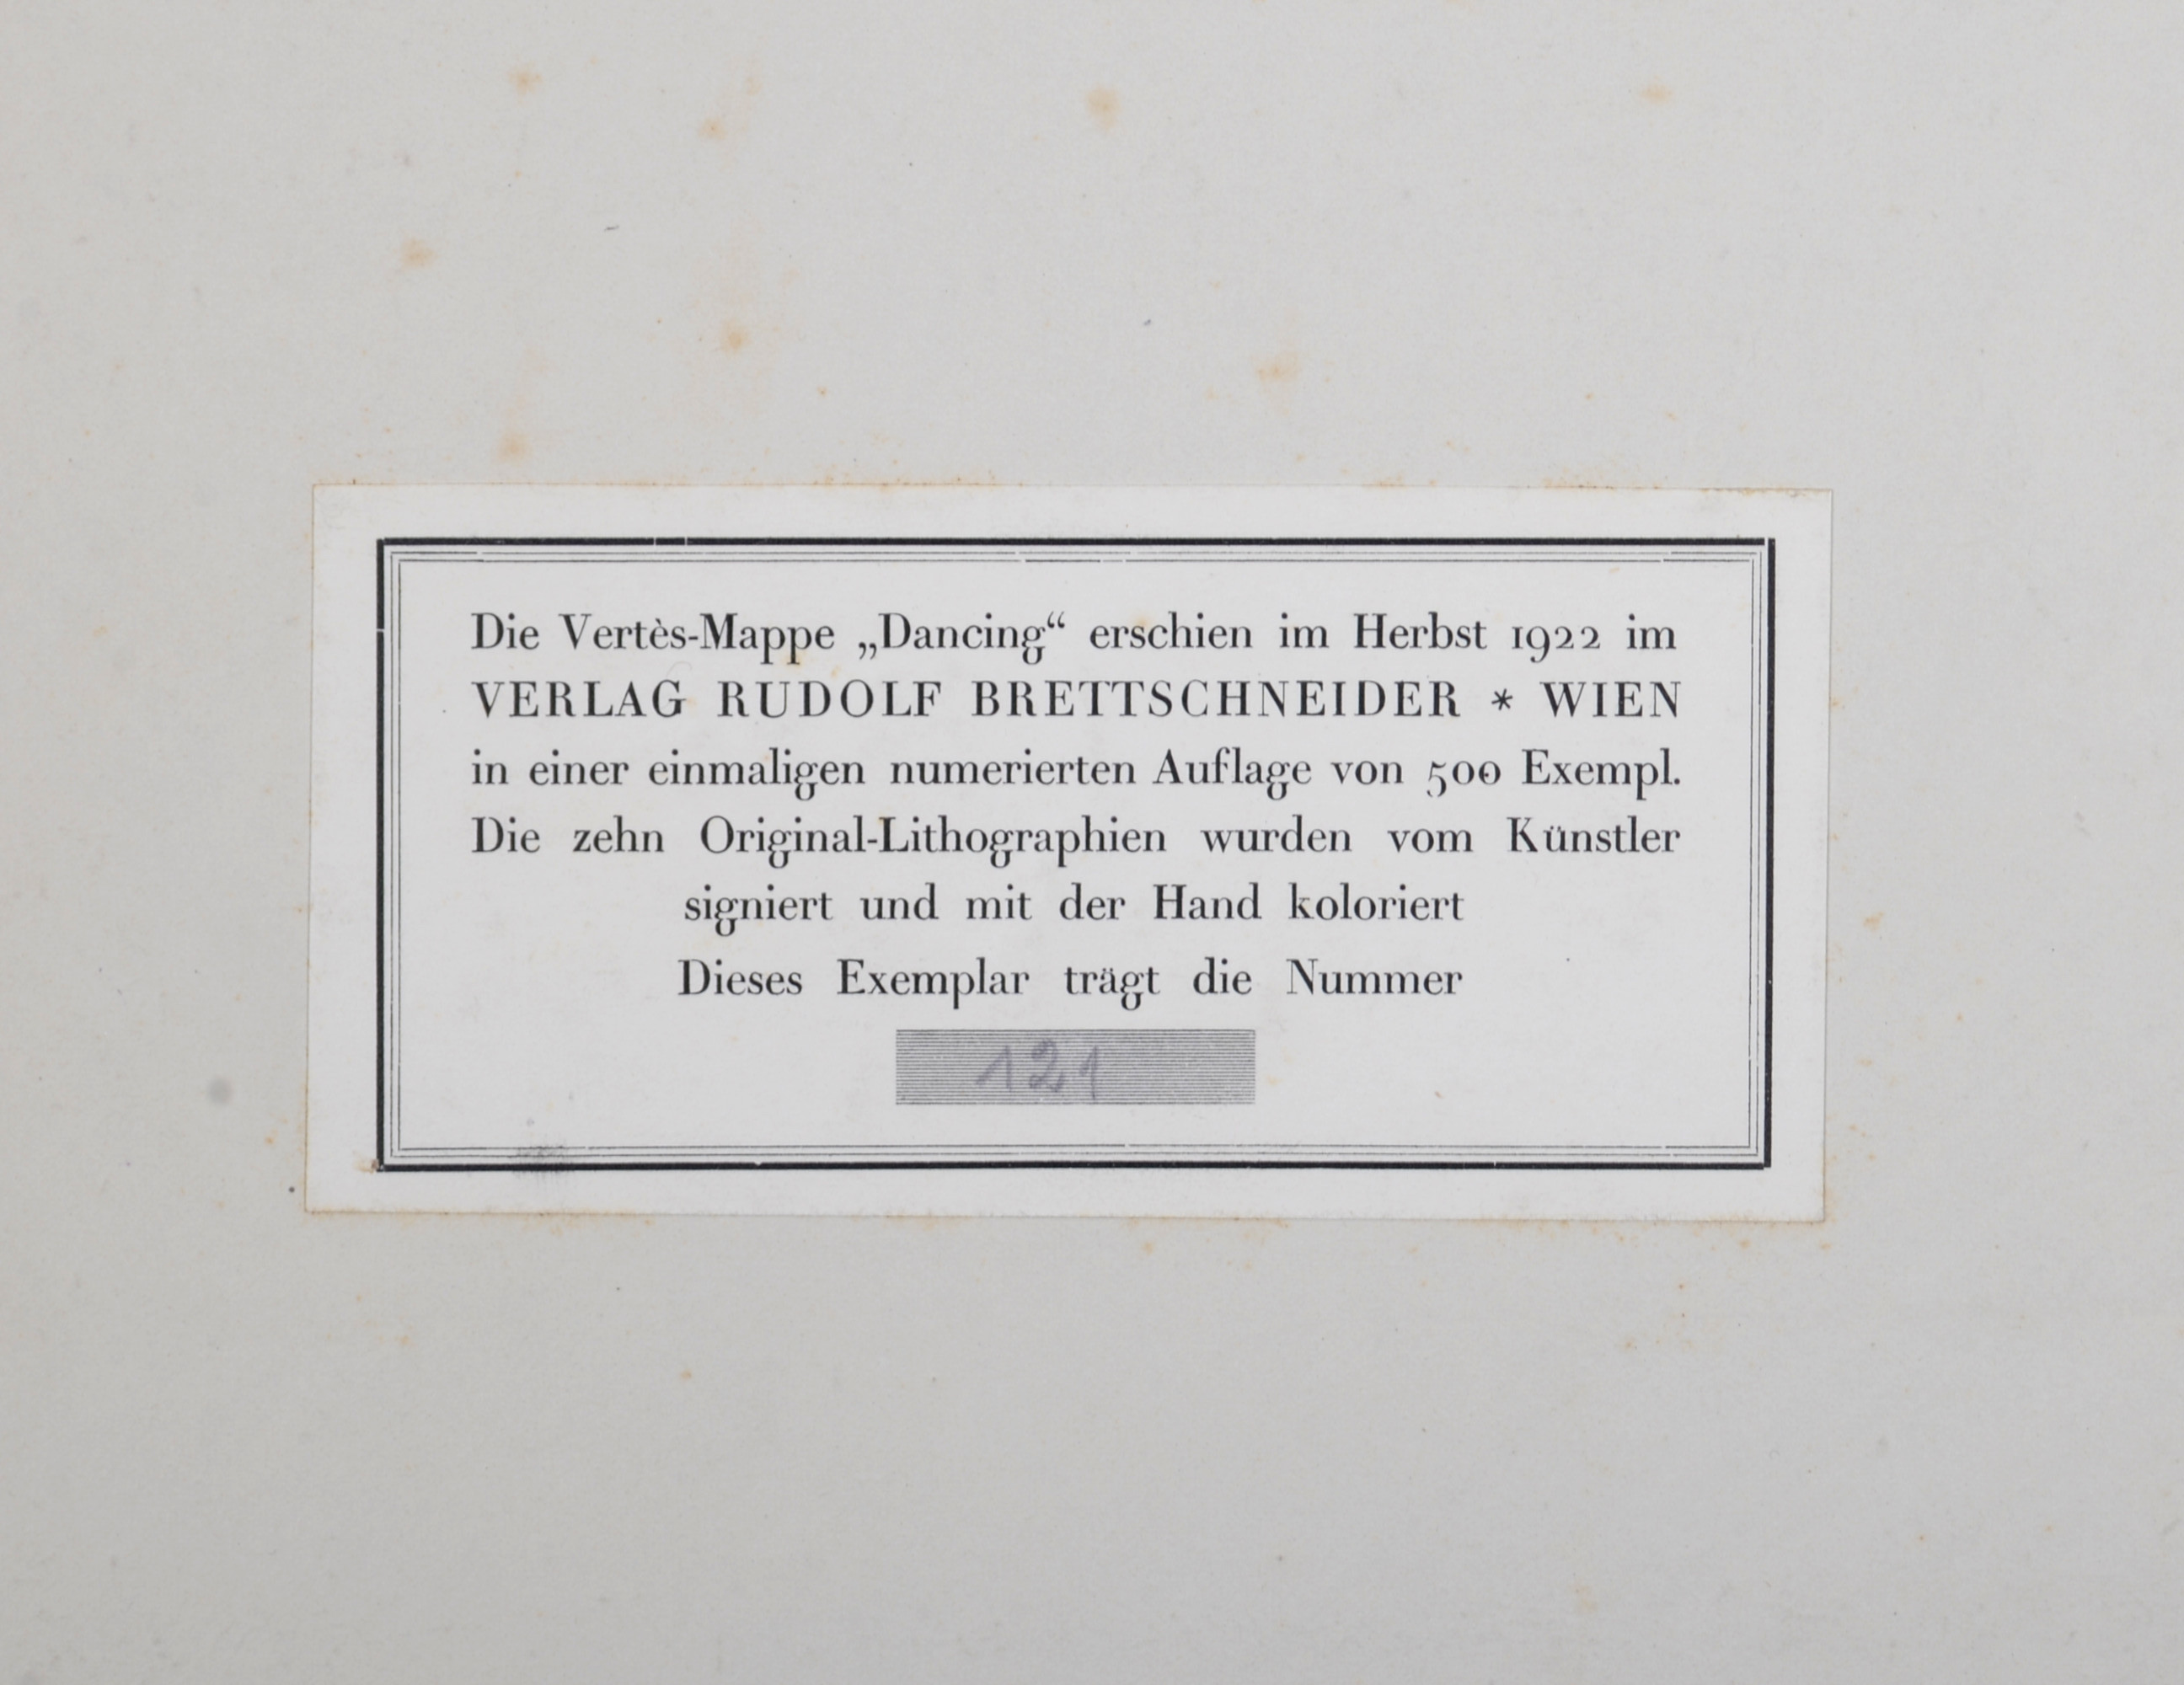 Die Vertès-Mappe „Dancing“ erschien im Herbst 1922 im
VERLAG RUDOLF BRETTSCHNEIDER * WIEN
in einer einmaligen numerierten Auflage von 500 Exempl.
Die zehn Original-Lithographien wurden vom Künstler
signiert und mit der Hand koloriert
Dieses Exemplar trägt die Nummer
121